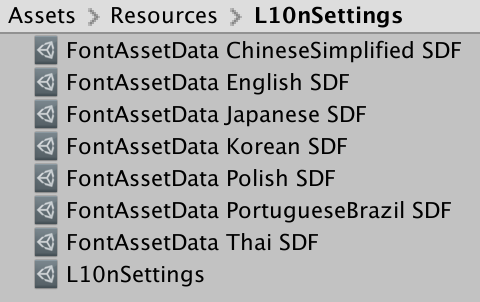 Assets > Resources > L10nSettings
FontAssetData ChineseSimplified SDF
FontAssetData English SDF
FontAssetData Japanese SDF
FontAssetData Korean SDF
FontAssetData Polish SDF
FontAssetData PortugueseBrazil SDF
FontAssetData Thai SDF
L10nSettings